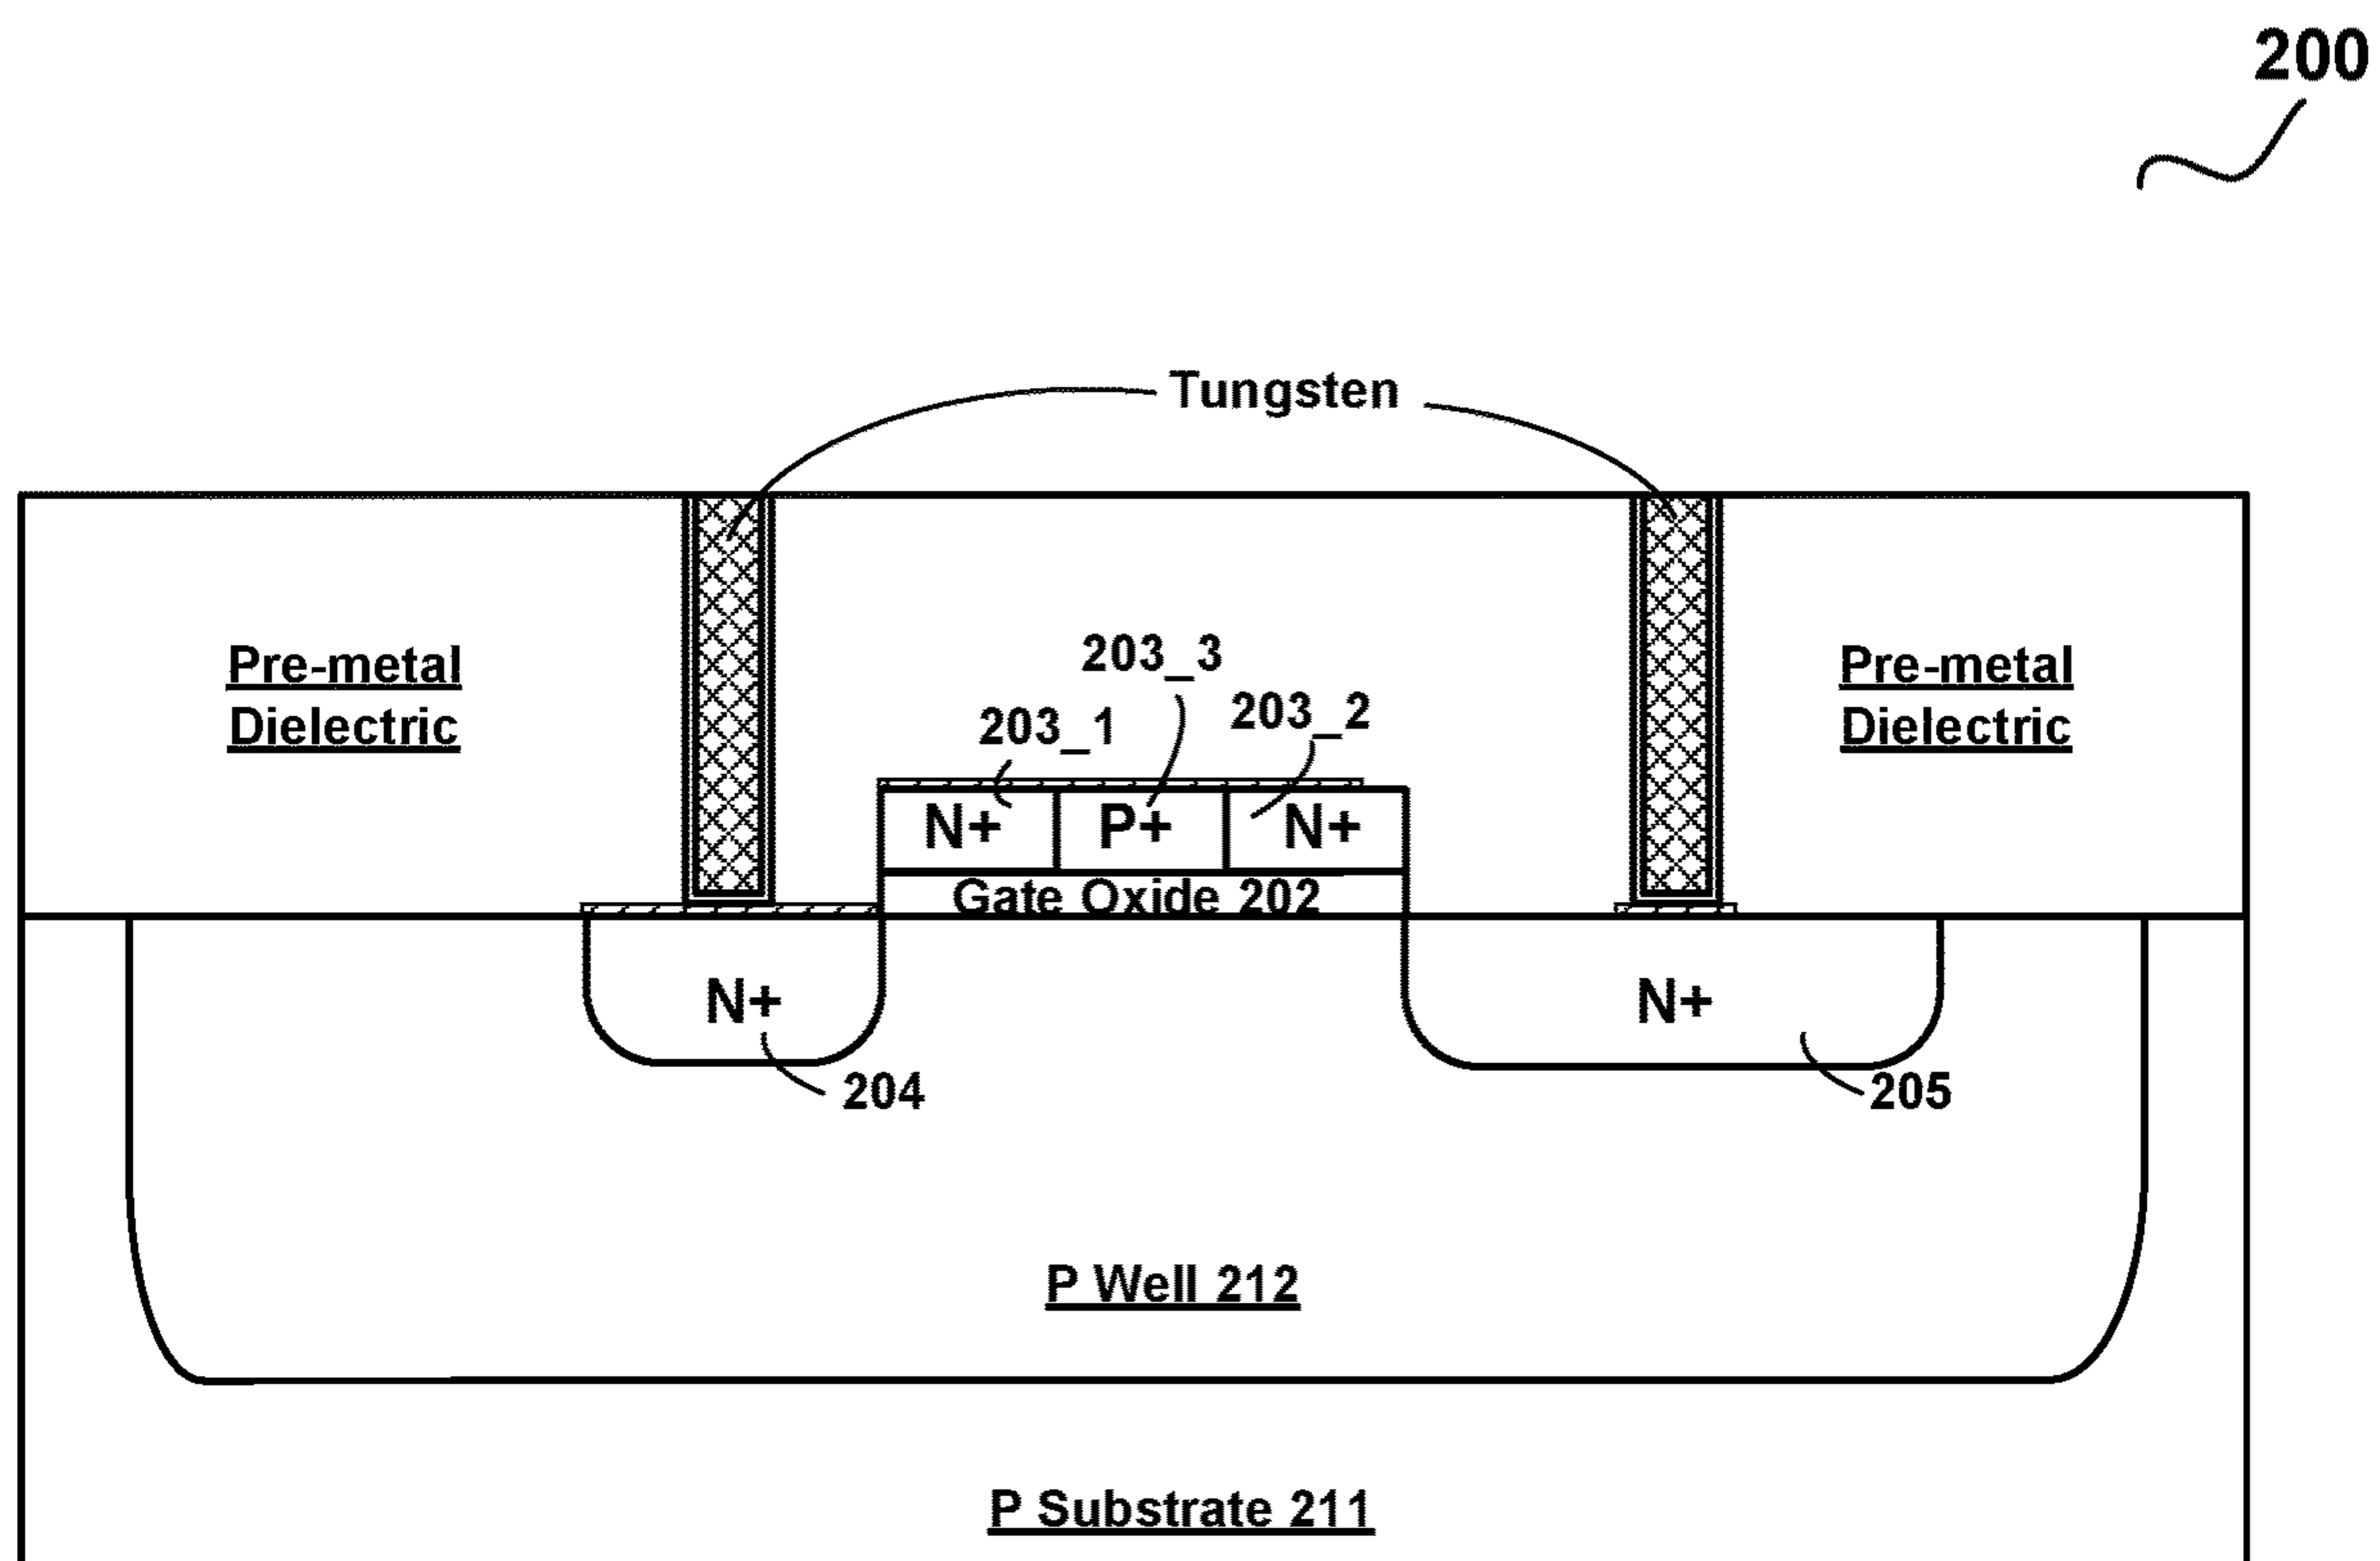 200
Tungsten
Pre-metal
Dielectric
Pre-metal
Dielectric
203_3
203_1
203_2
N+
P+
N+
Gate Oxide 202
N+
N+
204
205
P Well 212
P Substrate 211